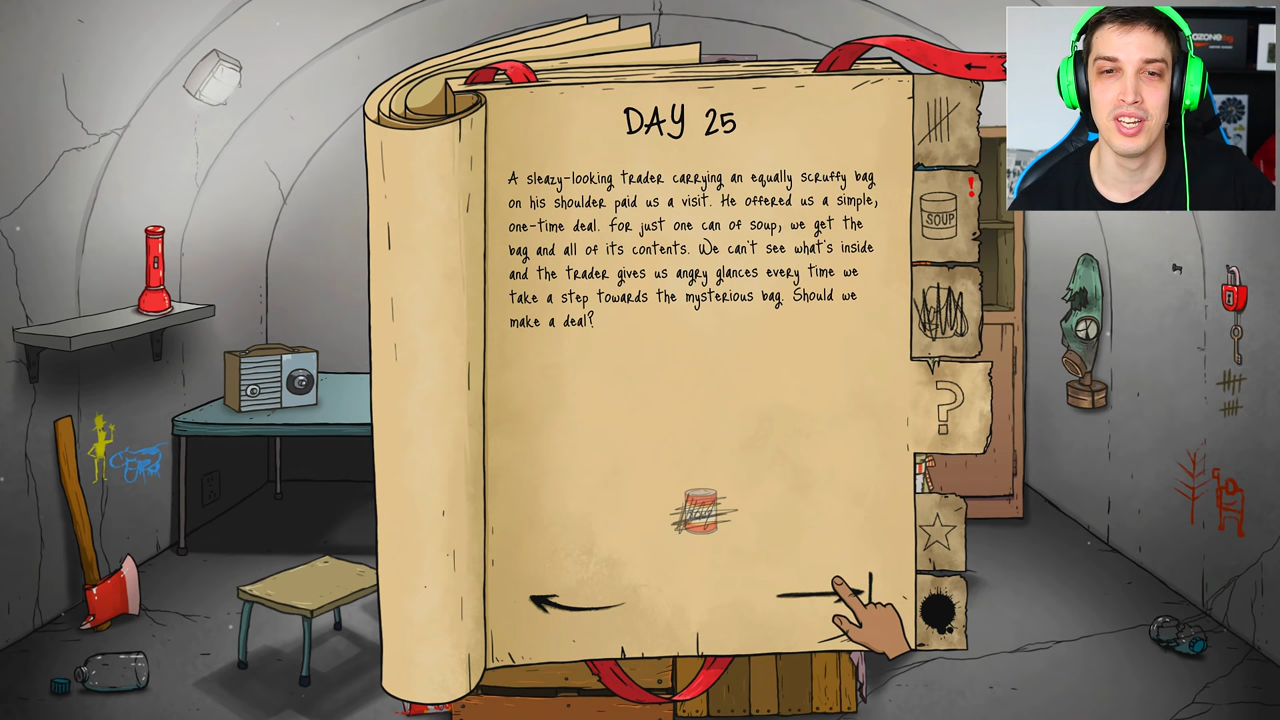 DAY 25
A sleazy-looking trader carrying an equally scruffy bag
on his shoulder paid us a visit. He offered us a simple,
one-time deal. For just one can of soup, we get the
bag and all of its contents. We can't see what's inside
and the trader gives us angry glances every time we
take a step towards the mysterious bag. Should we
make a deal?
!
SOUP
?